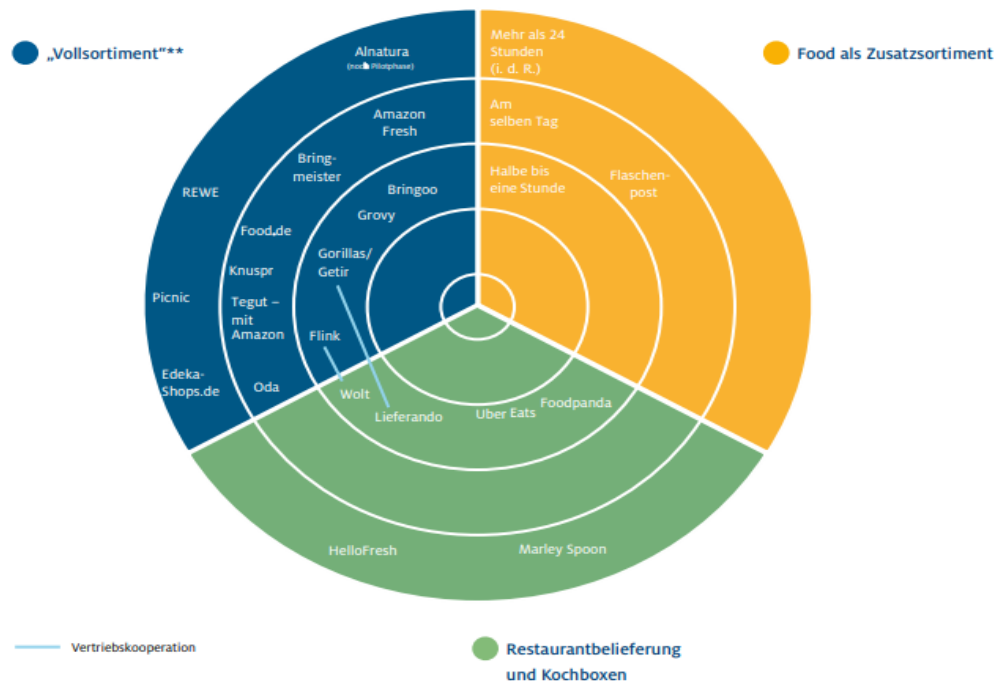 „Vollsortiment"**
Food als Zusatzsortiment
Alnatura
(noch Pilotphase)
Amazon
Fresh
Bring-
meister
REWE
Bringoo
Grovy
Food.de
Gorillas/
Getir
Knuspr
Picnic
Tegut –
mit
Amazon
Flink
Edeka-
Shops.de
Oda
Mehr als 24
Stunden
(i. d. R.)
Am
selben Tag
Halbe bis
eine Stunde
Flaschen-
post
Wolt
Lieferando
Uber Eats
Foodpanda
HelloFresh
Marley Spoon
Vertriebskooperation
Restaurantbelieferung
und Kochboxen